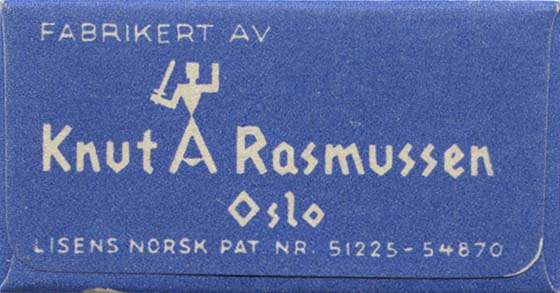 FABRIKERT AV
Knut A Rasmussen
Oslo
LISENS NORSK PAT. NR. 51225-54870